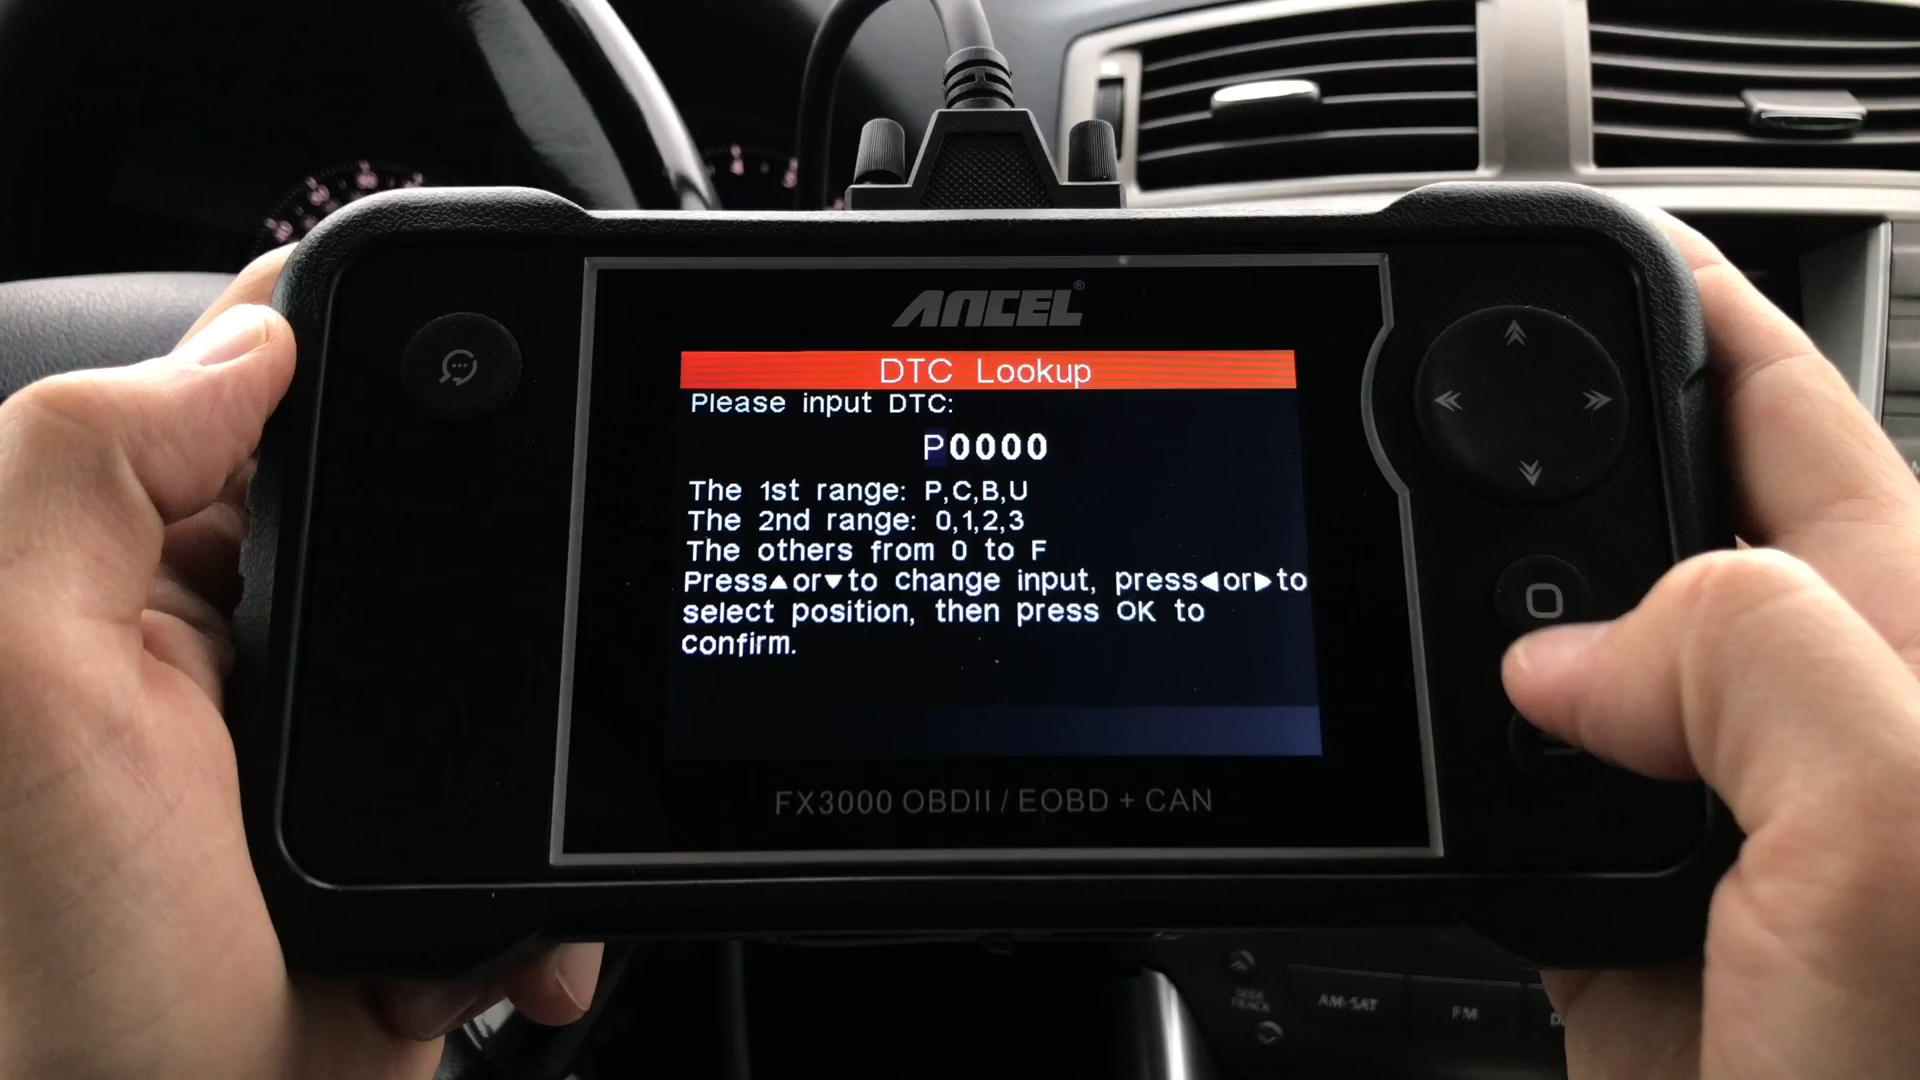 ANCEL®
DTC Lookup
Please input DTC:
P0000
The 1st range: P,C,B,U
The 2nd range: 0,1,2,3
The others from 0 to F
Press▲or▼to change input, press◀or▶to
select position, then press OK to
confirm.
FX3000 OBDII / EOBD + CAN
SEEK
TRACK
AM·SAT
FM